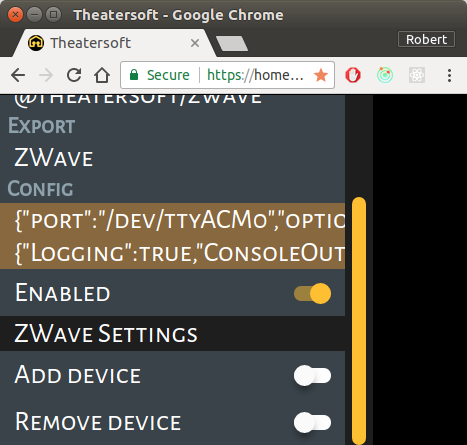 Theatersoft - Google Chrome
Theatersoft
Robert
Secure https://home...
@theatersoft/zwave
Export
ZWave
Config
{"port":"/dev/ttyACM0","optio
{"Logging":true,"ConsoleOut
Enabled
ZWave Settings
Add device
Remove device